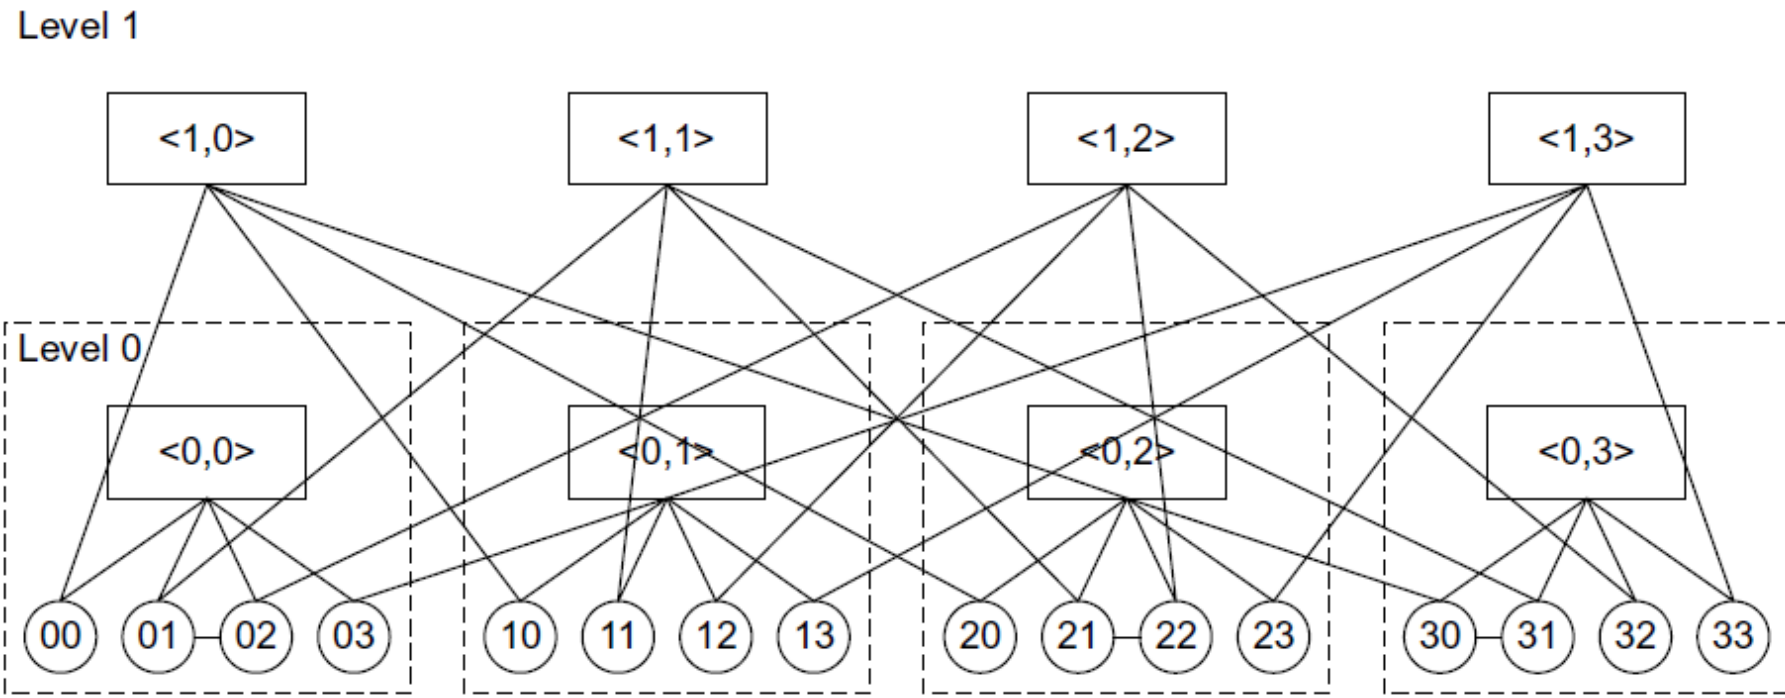 Level 1
<1,0> <1,1> <1,2> <1,3>
Level 0
<0,0> <0,1> <0,2> <0,3>
00 01 02 03 10 11 12 13 20 21 22 23 30 31 32 33